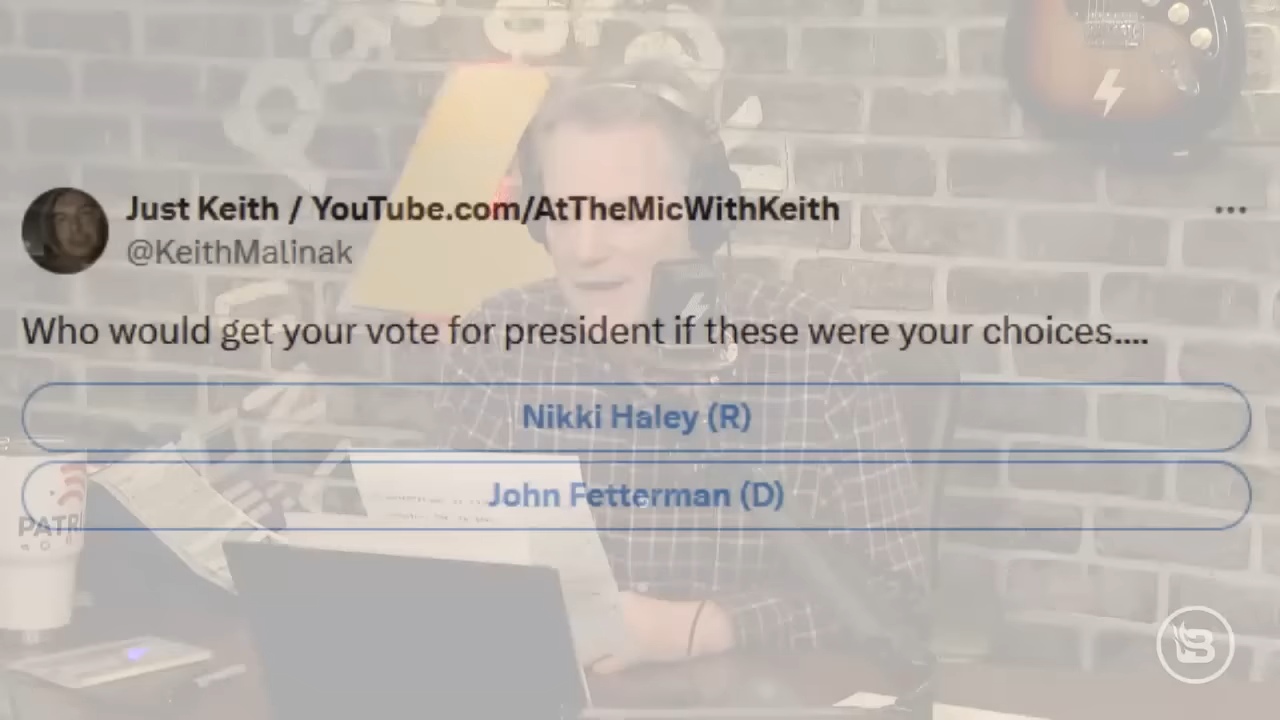 Just Keith / YouTube.com/AtTheMicWithKeith
@KeithMalinak
Who would get your vote for president if these were your choices....
Nikki Haley (R)
John Fetterman (D)
PATR